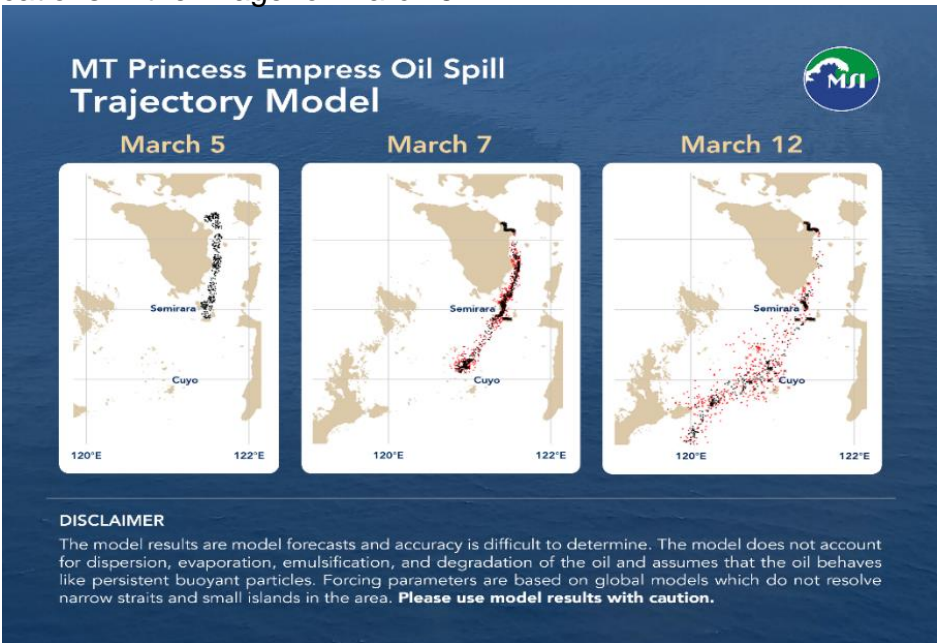 MT Princess Empress Oil Spill
Trajectory Model
MSI
March 5
March 7
March 12
Semirara
Cuyo
120°E
122°E
Semirara
Cuyo
120°E
122°E
Semirara
Cuyo
120°E
122°E
DISCLAIMER
The model results are model forecasts and accuracy is difficult to determine. The model does not account
for dispersion, evaporation, emulsification, and degradation of the oil and assumes that the oil behaves
like persistent buoyant particles. Forcing parameters are based on global models which do not resolve
narrow straits and small islands in the area. Please use model results with caution.